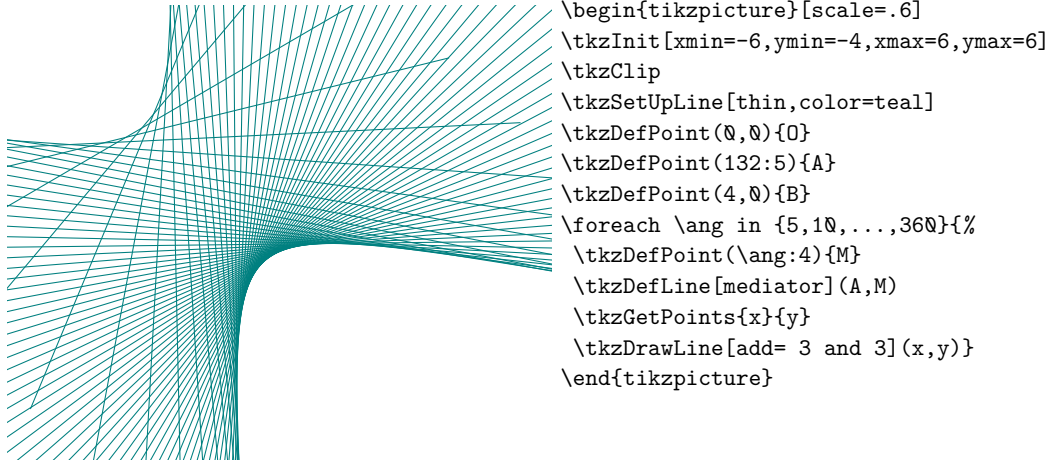 \begin{tikzpicture}[scale=.6]
\tkzInit[xmin=-6,ymin=-4,xmax=6,ymax=6]
\tkzClip
\tkzSetUpLine[thin,color=teal]
\tkzDefPoint(0,0){O}
\tkzDefPoint(132:5){A}
\tkzDefPoint(4,0){B}
\foreach \ang in {5,10,...,360}{%
\tkzDefPoint(\ang:4){M}
\tkzDefLine[mediator](A,M)
\tkzGetPoints{x}{y}
\tkzDrawLine[add= 3 and 3](x,y)}
\end{tikzpicture}